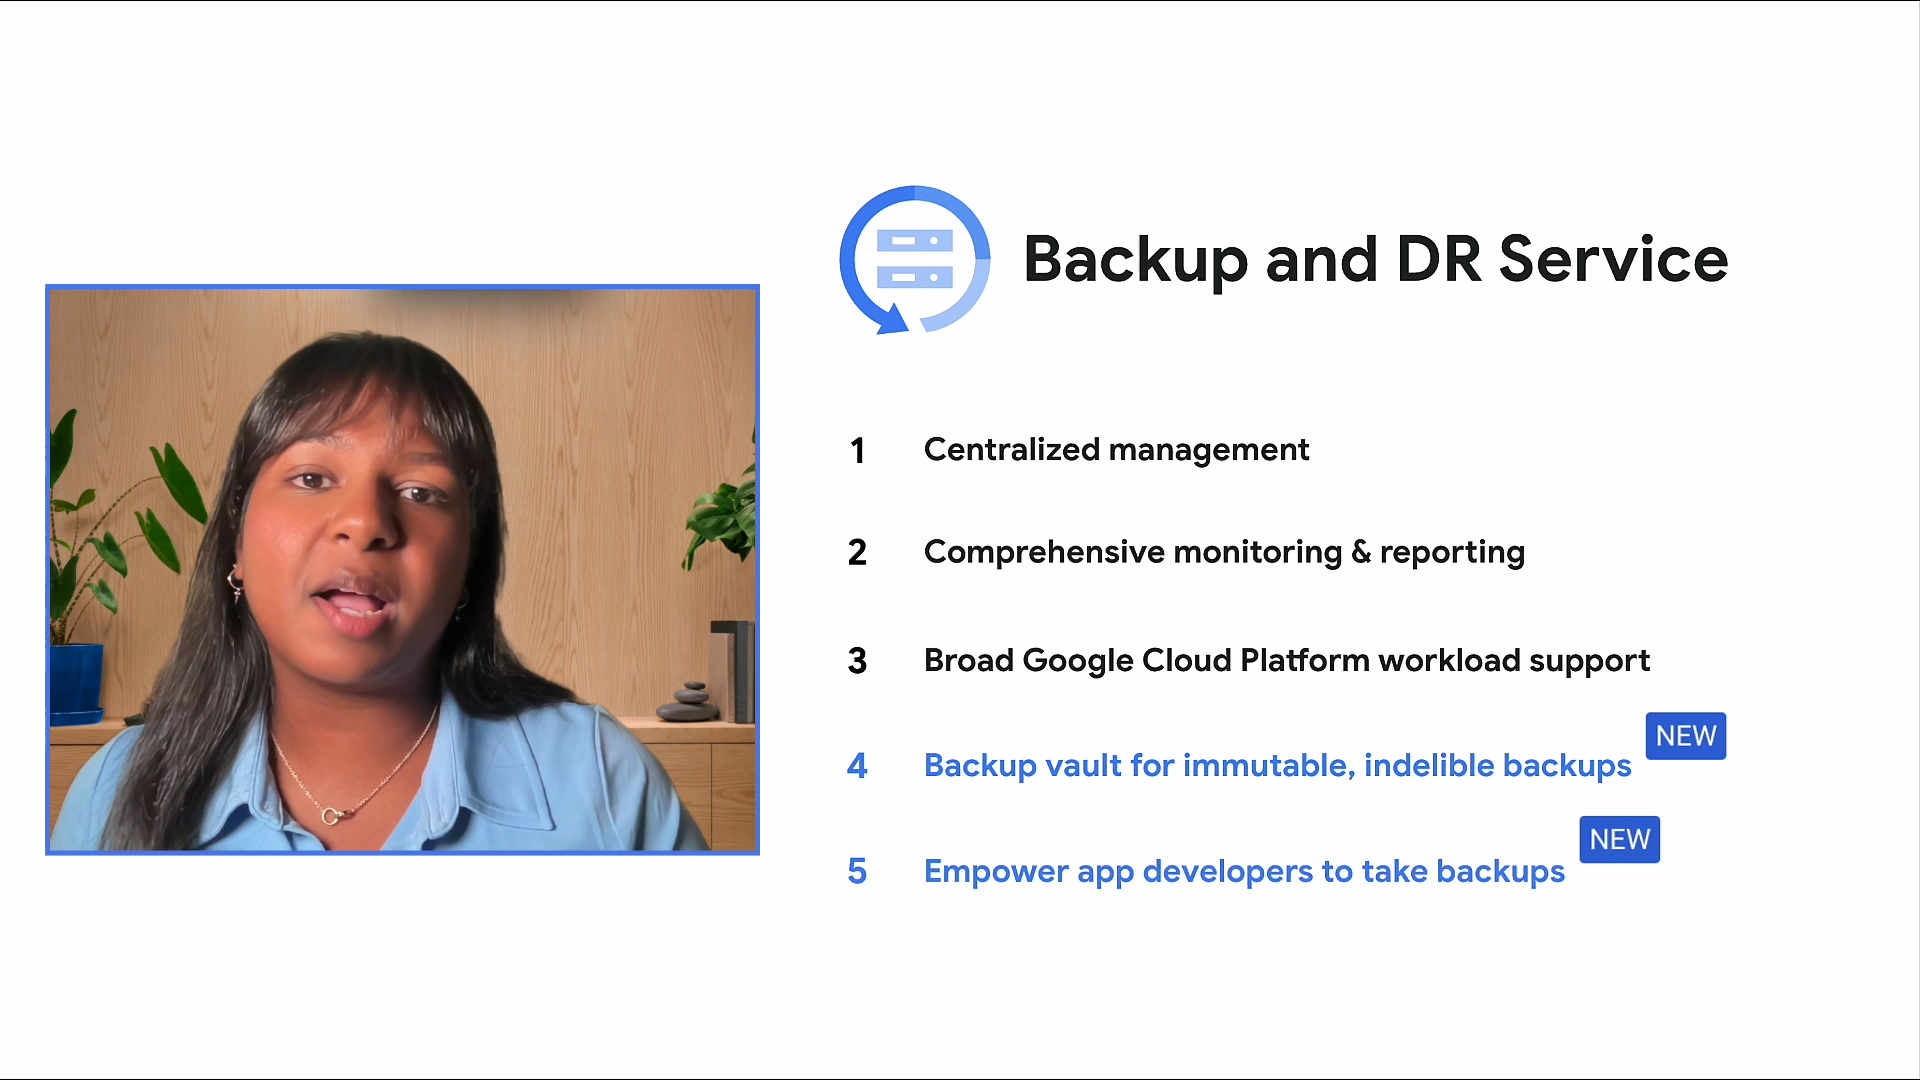 Backup and DR Service
1 Centralized management
2 Comprehensive monitoring & reporting
3 Broad Google Cloud Platform workload support
4 Backup vault for immutable, indelible backups NEW
5 Empower app developers to take backups NEW